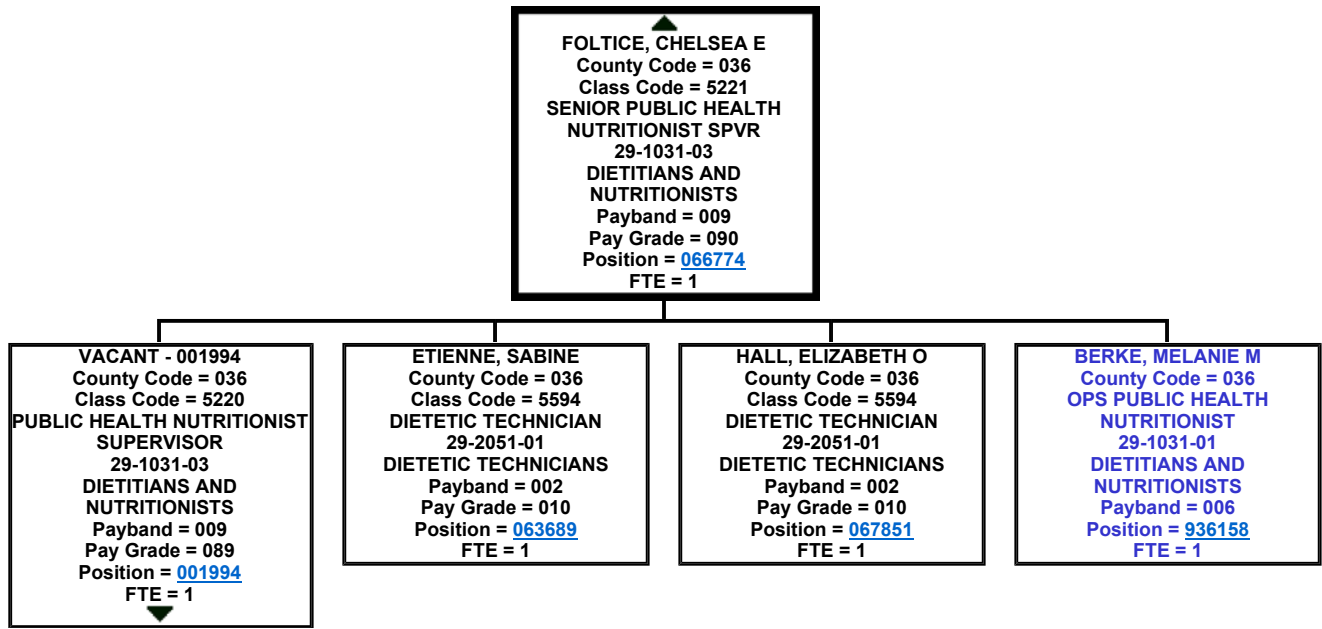 FOLTICE, CHELSEA E
County Code = 036
Class Code = 5221
SENIOR PUBLIC HEALTH
NUTRITIONIST SPVR
29-1031-03
DIETITIANS AND
NUTRITIONISTS
Payband = 009
Pay Grade = 090
Position = 066774
FTE = 1
VACANT - 001994
County Code = 036
Class Code = 5220
PUBLIC HEALTH NUTRITIONIST
SUPERVISOR
29-1031-03
DIETITIANS AND
NUTRITIONISTS
Payband = 009
Pay Grade = 089
Position = 001994
FTE = 1
ETIENNE, SABINE
County Code = 036
Class Code = 5594
DIETETIC TECHNICIAN
29-2051-01
DIETETIC TECHNICIANS
Payband = 002
Pay Grade = 010
Position = 063689
FTE = 1
HALL, ELIZABETH O
County Code = 036
Class Code = 5594
DIETETIC TECHNICIAN
29-2051-01
DIETETIC TECHNICIANS
Payband = 002
Pay Grade = 010
Position = 067851
FTE = 1
BERKE, MELANIE M
County Code = 036
OPS PUBLIC HEALTH
NUTRITIONIST
29-1031-01
DIETITIANS AND
NUTRITIONISTS
Payband = 006
Position = 936158
FTE = 1